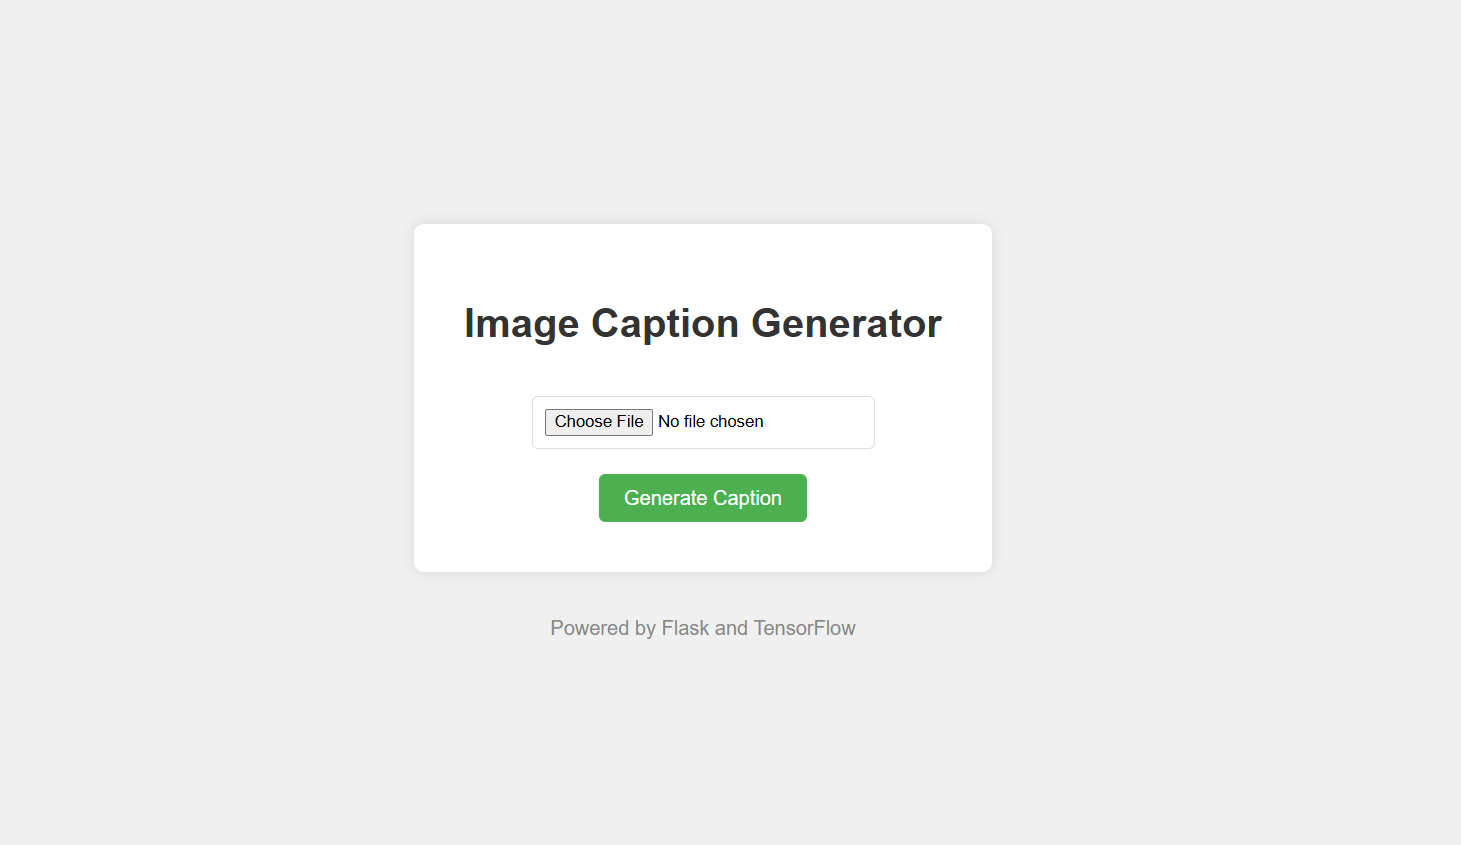 Image Caption Generator
Choose File No file chosen
Generate Caption
Powered by Flask and TensorFlow